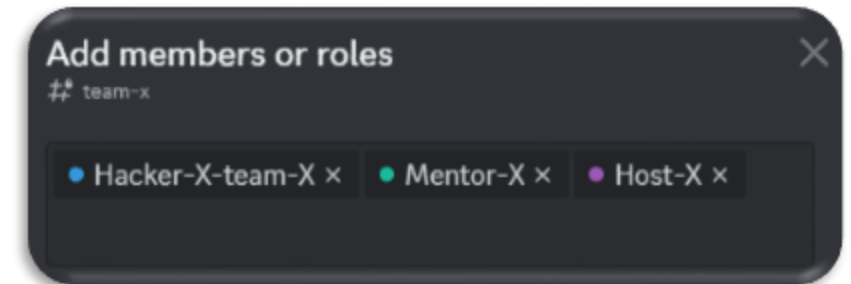 Add members or roles
team-x
Hacker-X-team-X × Mentor-X × Host-X ×